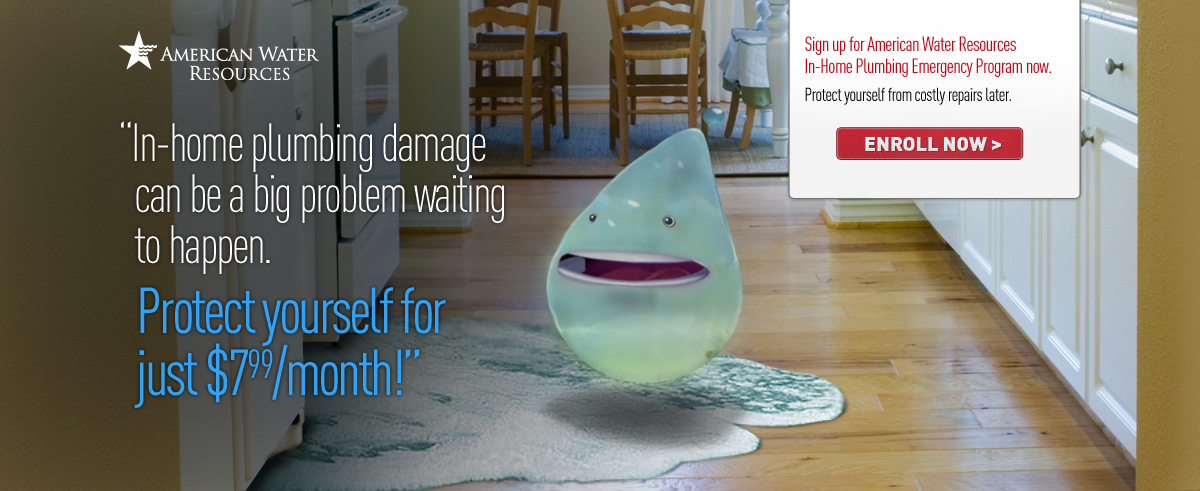 American Water
Resources
“In-home plumbing damage
can be a big problem waiting
to happen.
Protect yourself for
just $7⁹⁹/month!”
Sign up for American Water Resources
In-Home Plumbing Emergency Program now.
Protect yourself from costly repairs later.
ENROLL NOW >